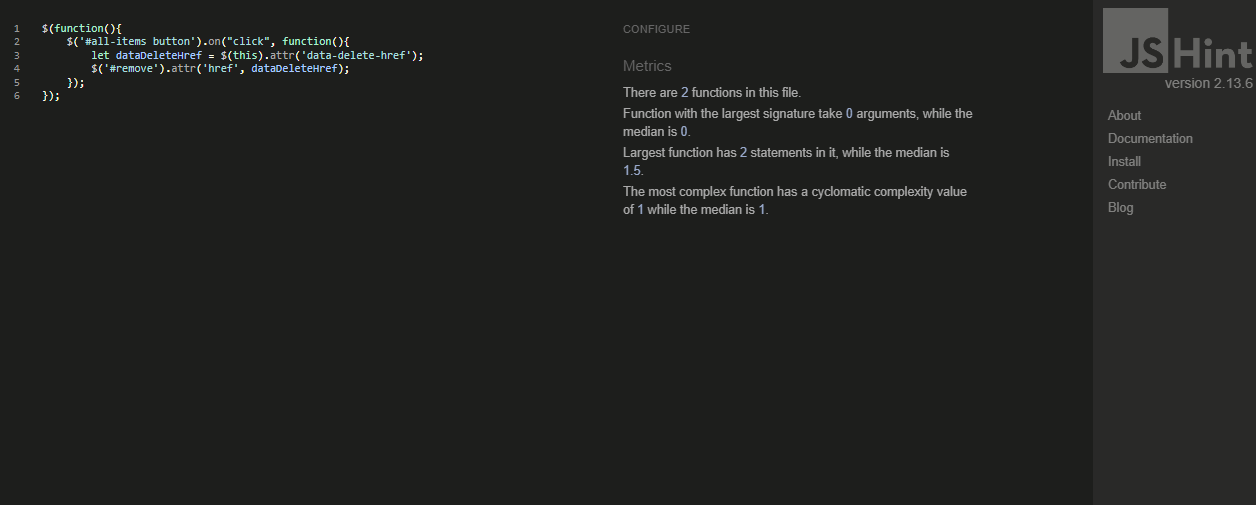 1 $(function(){
2 $('#all-items button').on("click", function(){
3 let dataDeleteHref = $(this).attr('data-delete-href');
4 $('#remove').attr('href', dataDeleteHref);
5 });
6 });
CONFIGURE
Metrics
There are 2 functions in this file.
Function with the largest signature take 0 arguments, while the
median is 0.
Largest function has 2 statements in it, while the median is
1.5.
The most complex function has a cyclomatic complexity value
of 1 while the median is 1.
JSHint
version 2.13.6
About
Documentation
Install
Contribute
Blog